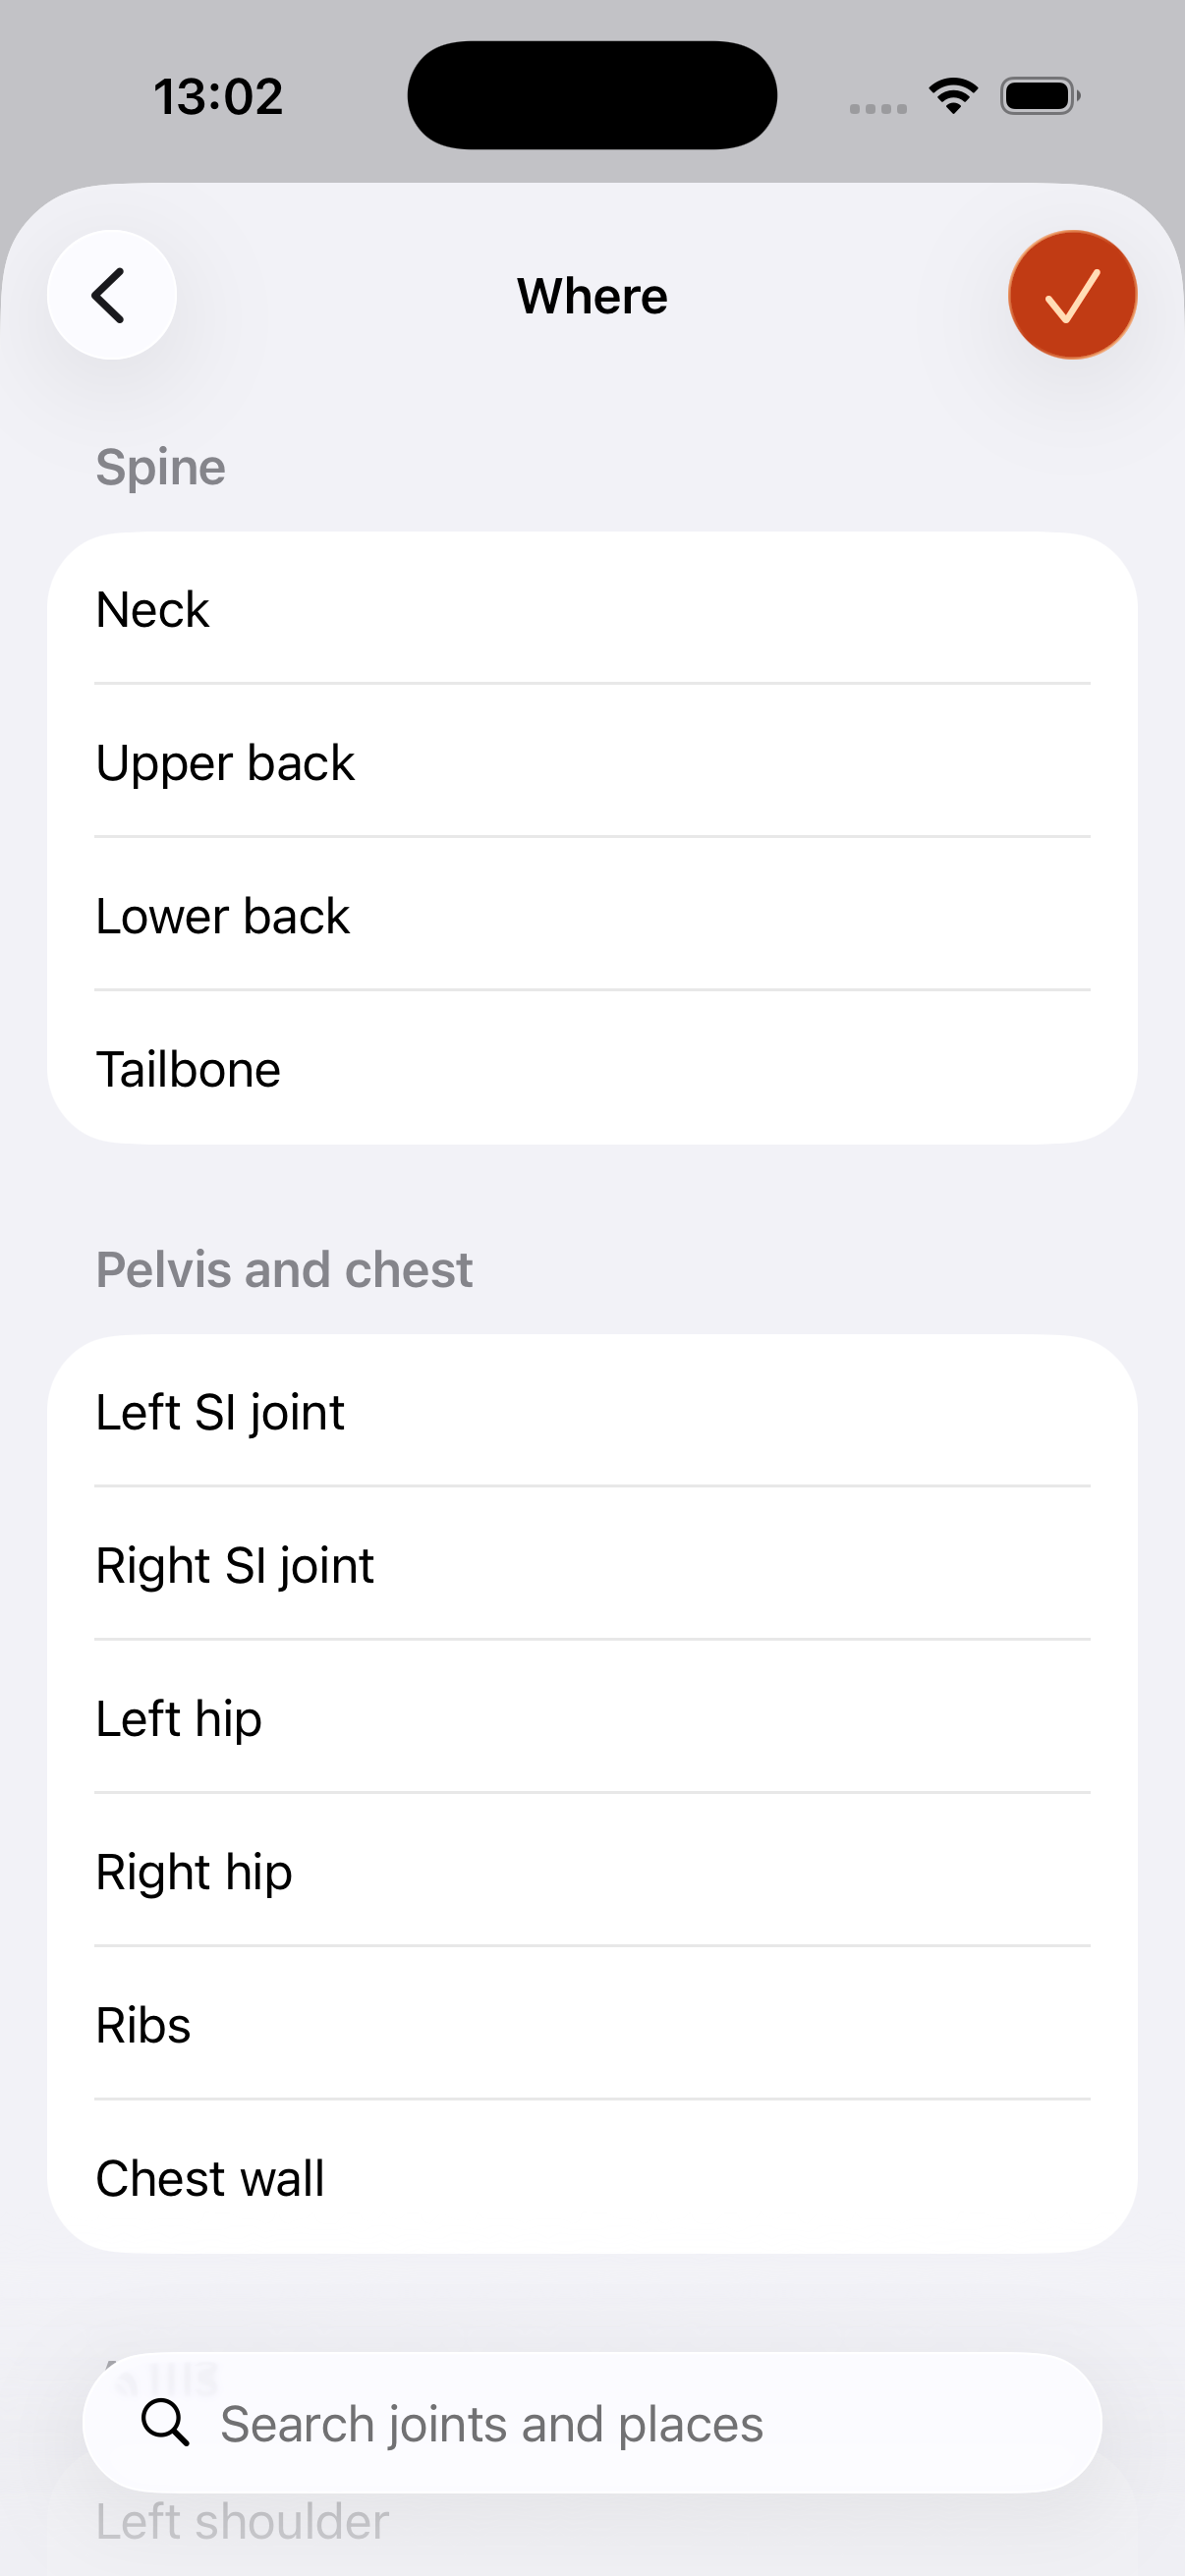 13:02
Where
Spine
Neck
Upper back
Lower back
Tailbone
Pelvis and chest
Left SI joint
Right SI joint
Left hip
Right hip
Ribs
Chest wall
Search joints and places
Left shoulder